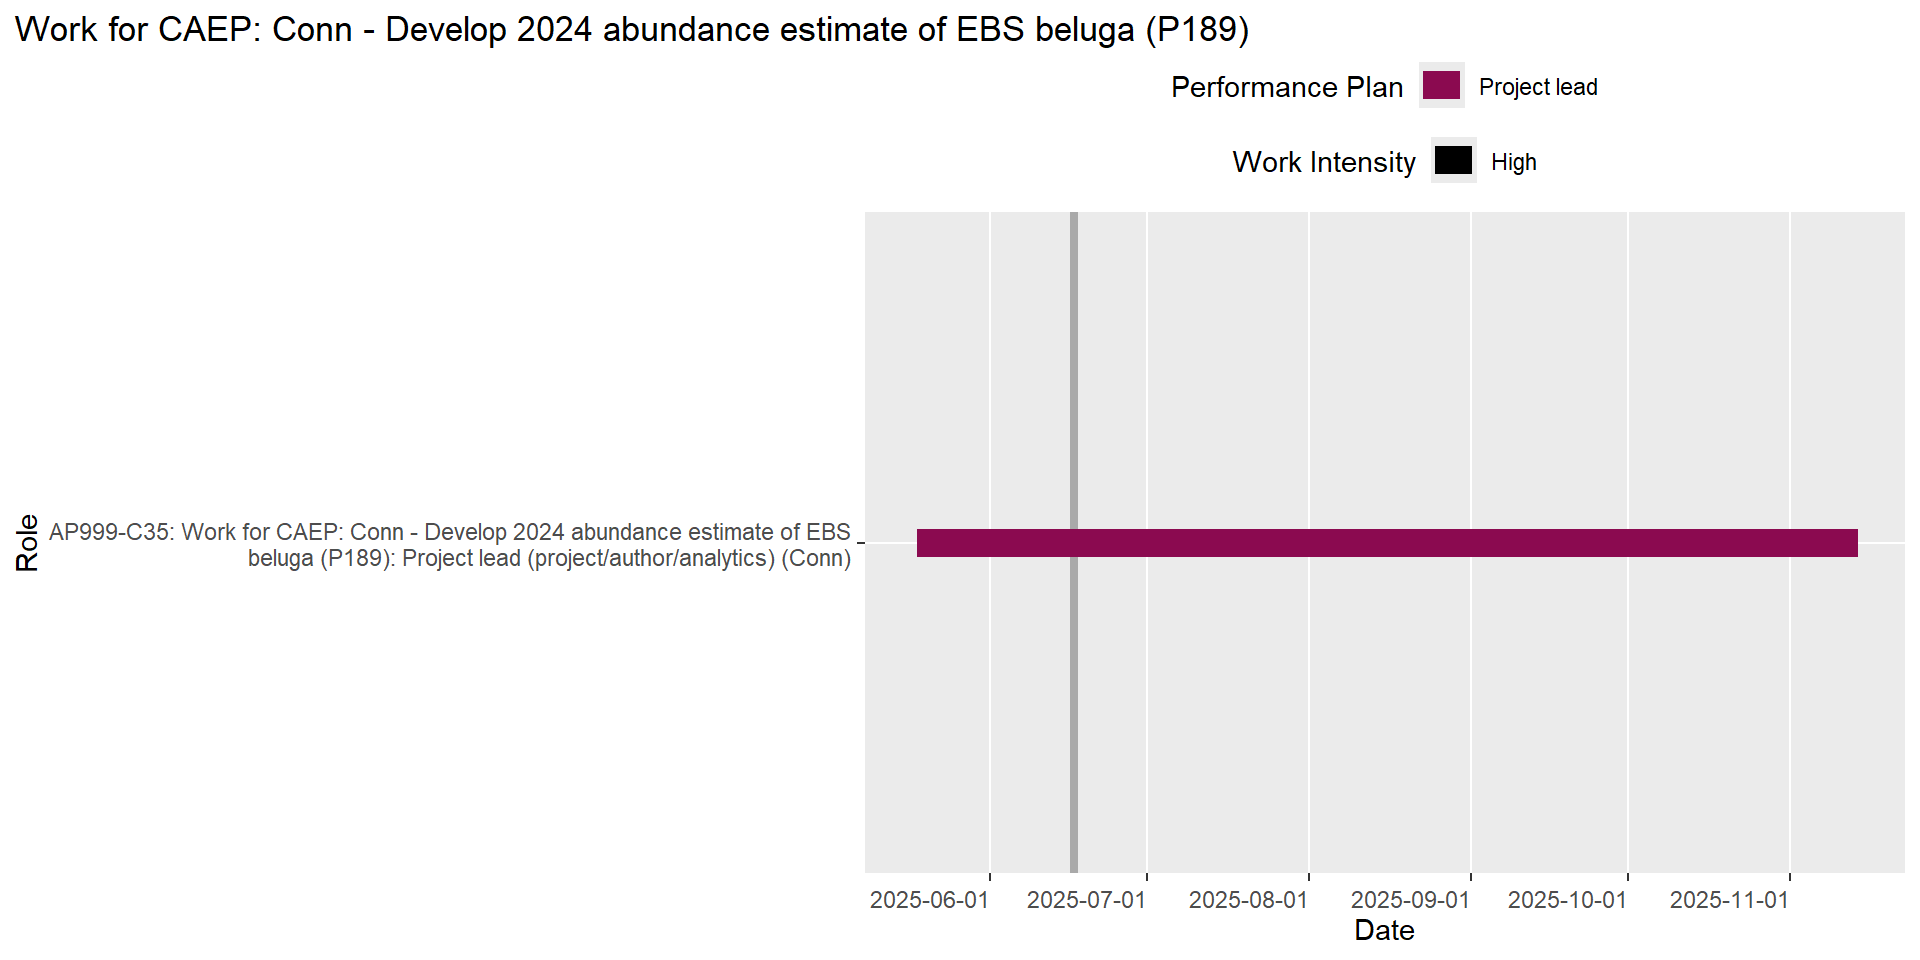 Work for CAEP: Conn - Develop 2024 abundance estimate of EBS beluga (P189)
Performance Plan
Project lead
Work Intensity
High
Role
AP999-C35: Work for CAEP: Conn - Develop 2024 abundance estimate of EBS
beluga (P189): Project lead (project/author/analytics) (Conn)
2025-06-01
2025-07-01
2025-08-01
2025-09-01
2025-10-01
2025-11-01
Date